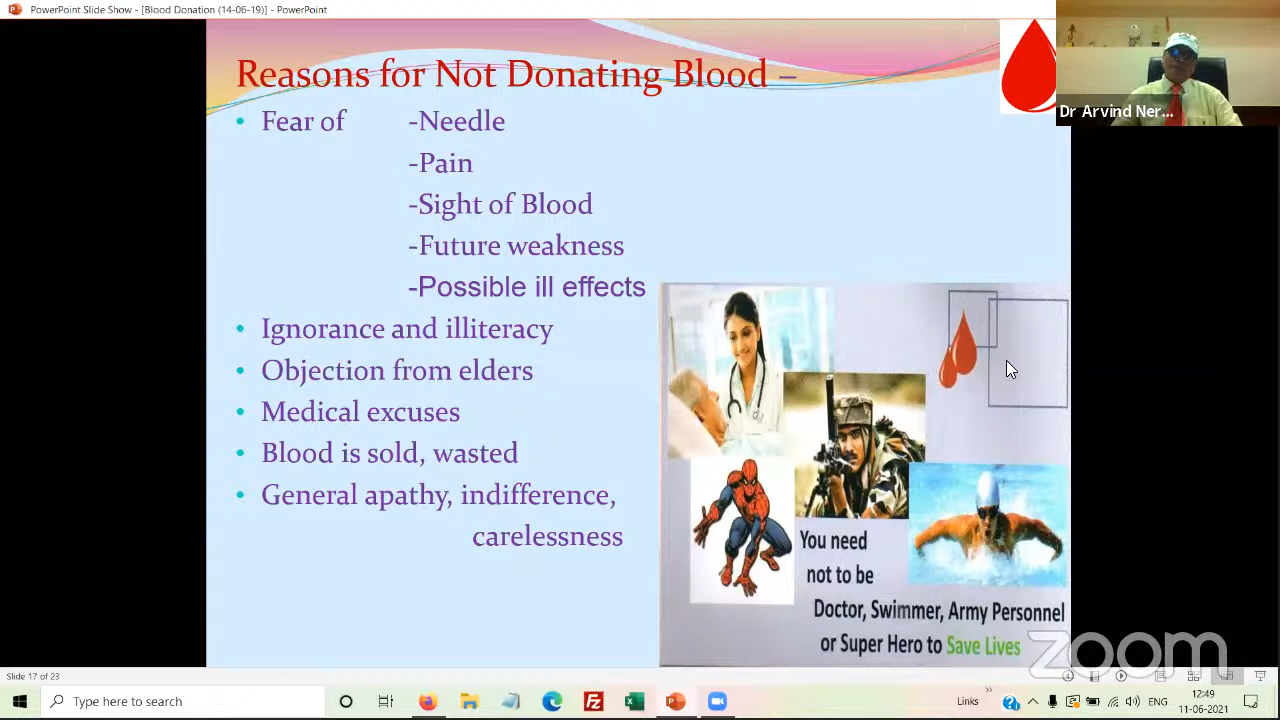 PowerPoint Slide Show - [Blood Donation (14-06-19)] - PowerPoint
Reasons for Not Donating Blood –
• Fear of -Needle
-Pain
-Sight of Blood
-Future weakness
-Possible ill effects
• Ignorance and illiteracy
• Objection from elders
• Medical excuses
• Blood is sold, wasted
• General apathy, indifference,
carelessness
Dr Arvind Ner...
You need
not to be
Doctor, Swimmer, Army Personnel
or Super Hero to Save Lives
zoom
Slide 17 of 23
Type here to search
Links
ENG
12:49
11-06-2021